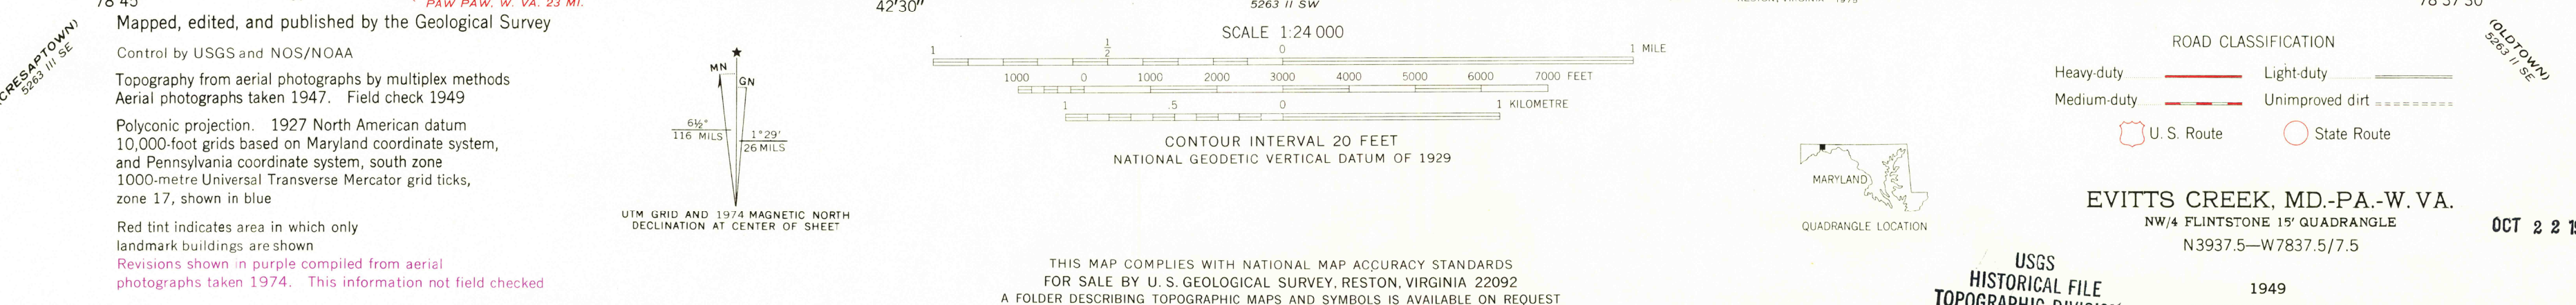 78°45'
PAW PAW, W. VA. 23 MI.
(CRESAPTOWN)
5263 III SE
Mapped, edited, and published by the Geological Survey
Control by USGS and NOS/NOAA
Topography from aerial photographs by multiplex methods
Aerial photographs taken 1947. Field check 1949
Polyconic projection. 1927 North American datum
10,000-foot grids based on Maryland coordinate system,
and Pennsylvania coordinate system, south zone
1000-metre Universal Transverse Mercator grid ticks,
zone 17, shown in blue
Red tint indicates area in which only
landmark buildings are shown
Revisions shown in purple compiled from aerial
photographs taken 1974. This information not field checked
★
MN
GN
6½°
116 MILS
1°29'
26 MILS
UTM GRID AND 1974 MAGNETIC NORTH
DECLINATION AT CENTER OF SHEET
42'30"
5263 II SW
RESTON, VIRGINIA 1975
SCALE 1:24 000
1 ½ 0 1 MILE
1000 0 1000 2000 3000 4000 5000 6000 7000 FEET
1 .5 0 1 KILOMETRE
CONTOUR INTERVAL 20 FEET
NATIONAL GEODETIC VERTICAL DATUM OF 1929
THIS MAP COMPLIES WITH NATIONAL MAP ACCURACY STANDARDS
FOR SALE BY U. S. GEOLOGICAL SURVEY, RESTON, VIRGINIA 22092
A FOLDER DESCRIBING TOPOGRAPHIC MAPS AND SYMBOLS IS AVAILABLE ON REQUEST
MARYLAND
QUADRANGLE LOCATION
78°37'30"
(OLDTOWN)
5263 II SE
ROAD CLASSIFICATION
Heavy-duty Light-duty
Medium-duty Unimproved dirt
U. S. Route State Route
EVITTS CREEK, MD.-PA.-W. VA.
NW/4 FLINTSTONE 15' QUADRANGLE
N3937.5—W7837.5/7.5
1949
OCT 22
USGS
HISTORICAL FILE
TOPOGRAPHIC DIVISION